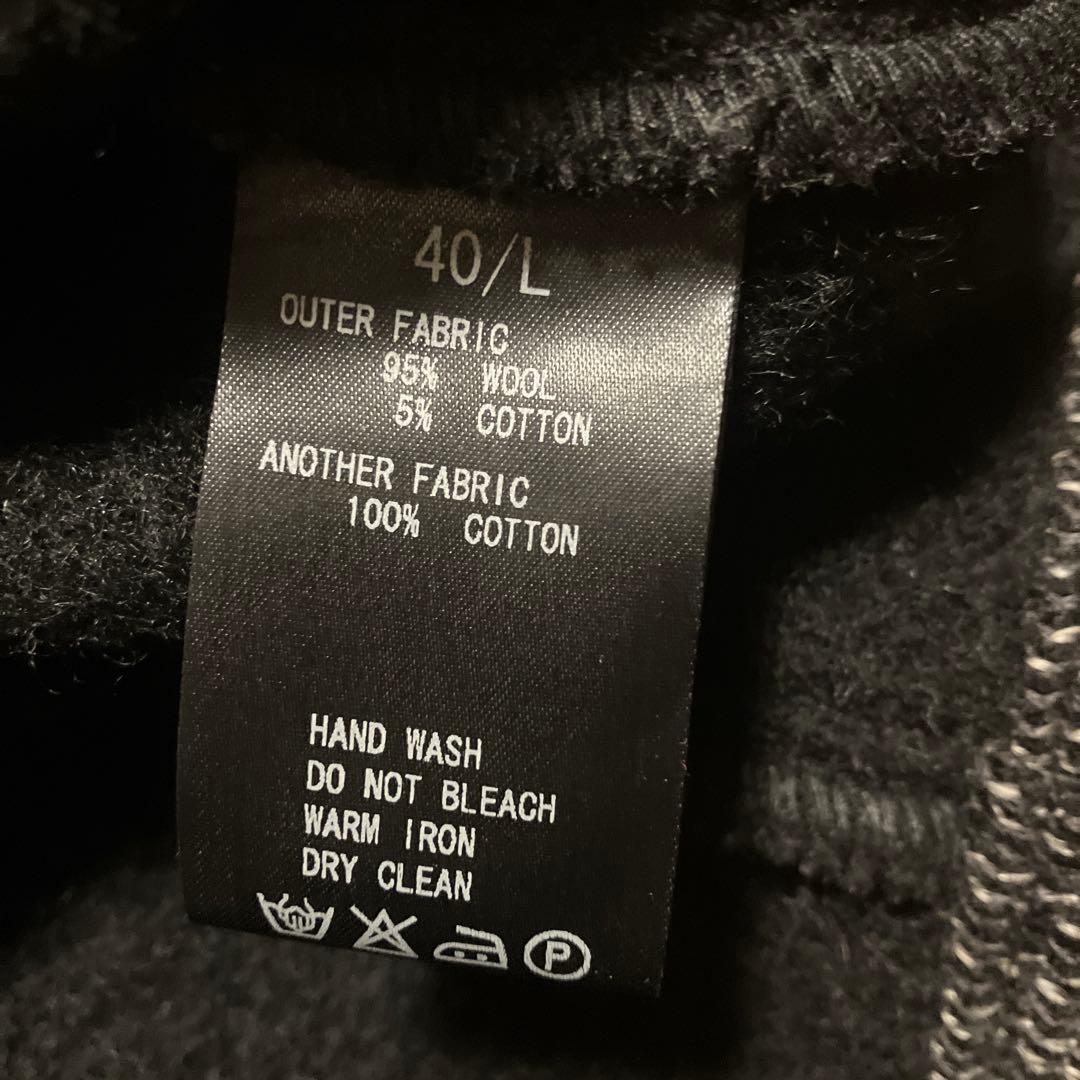 40/L
OUTER FABRIC
95% WOOL
5% COTTON
ANOTHER FABRIC
100% COTTON
HAND WASH
DO NOT BLEACH
WARM IRON
DRY CLEAN
P